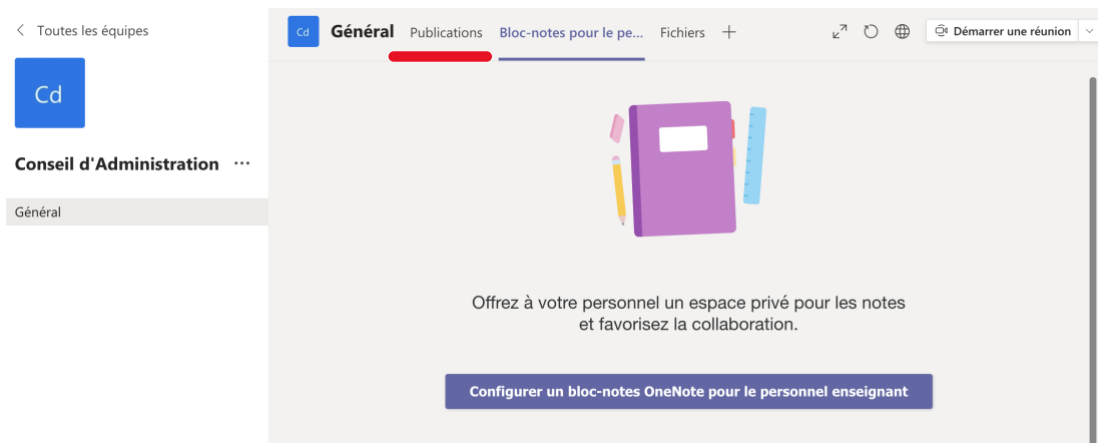 Toutes les équipes
Cd
Conseil d'Administration ...
Général
Cd Général Publications Bloc-notes pour le pe... Fichiers + Démarrer une réunion
Offrez à votre personnel un espace privé pour les notes
et favorisez la collaboration.
Configurer un bloc-notes OneNote pour le personnel enseignant